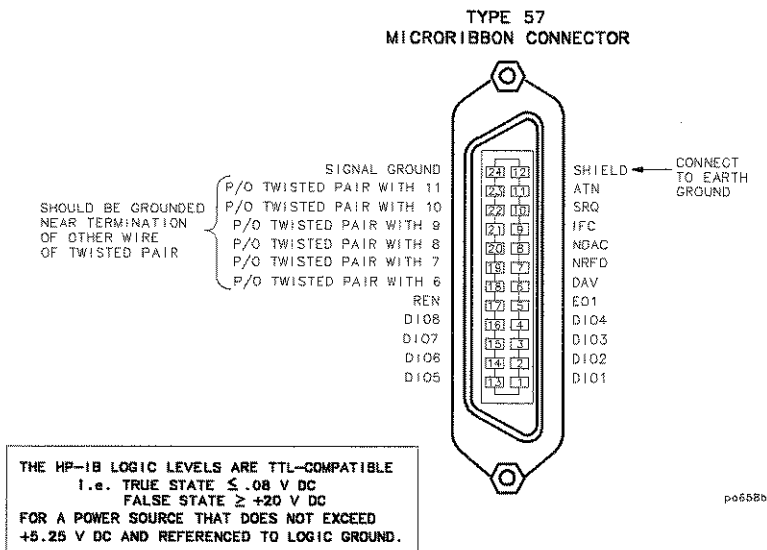 TYPE 57
MICRORIBBON CONNECTOR
SIGNAL GROUND 24 12 SHIELD CONNECT TO EARTH GROUND
P/O TWISTED PAIR WITH 11 23 11 ATN
P/O TWISTED PAIR WITH 10 22 10 SRQ
P/O TWISTED PAIR WITH 9 21 9 IFC
P/O TWISTED PAIR WITH 8 20 8 NDAC
P/O TWISTED PAIR WITH 7 19 7 NRFD
P/O TWISTED PAIR WITH 6 18 6 DAV
SHOULD BE GROUNDED
NEAR TERMINATION
OF OTHER WIRE
OF TWISTED PAIR
REN 17 5 EO1
DIO8 16 4 DIO4
DIO7 15 3 DIO3
DIO6 14 2 DIO2
DIO5 13 1 DIO1
THE HP-IB LOGIC LEVELS ARE TTL-COMPATIBLE
i.e. TRUE STATE ≤ .08 V DC
FALSE STATE ≥ +20 V DC
FOR A POWER SOURCE THAT DOES NOT EXCEED
+5.25 V DC AND REFERENCED TO LOGIC GROUND.
po658b